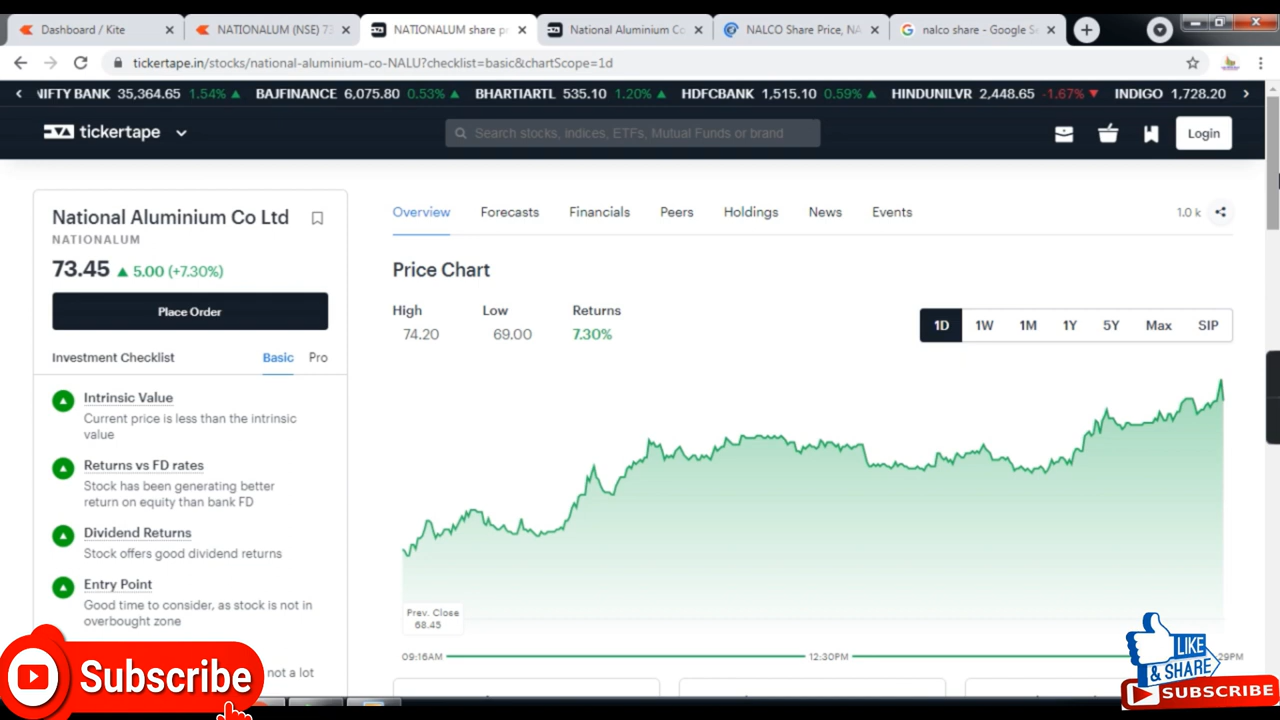 Dashboard / Kite
NATIONALUM (NSE) 73
NATIONALUM share pr
National Aluminium Co
NALCO Share Price, NA
nalco share - Google Se
tickertape.in/stocks/national-aluminium-co-NALU?checklist=basic&chartScope=1d
NIFTY BANK 35,364.65 1.54% BAJFINANCE 6,075.80 0.53% BHARTIARTL 535.10 1.20% HDFCBANK 1,515.10 0.59% HINDUNILVR 2,448.65 -1.67% INDIGO 1,728.20
tickertape
Search stocks, indices, ETFs, Mutual Funds or brand
Login
National Aluminium Co Ltd
NATIONALUM
73.45 5.00 (+7.30%)
Place Order
Investment Checklist Basic Pro
Intrinsic Value
Current price is less than the intrinsic
value
Returns vs FD rates
Stock has been generating better
return on equity than bank FD
Dividend Returns
Stock offers good dividend returns
Entry Point
Good time to consider, as stock is not in
overbought zone
not a lot
Overview Forecasts Financials Peers Holdings News Events
1.0 k
Price Chart
High Low Returns
74.20 69.00 7.30%
1D 1W 1M 1Y 5Y Max SIP
Prev. Close
68.45
09:16AM 12:30PM 29PM
Subscribe
LIKE
& SHARE
SUBSCRIBE